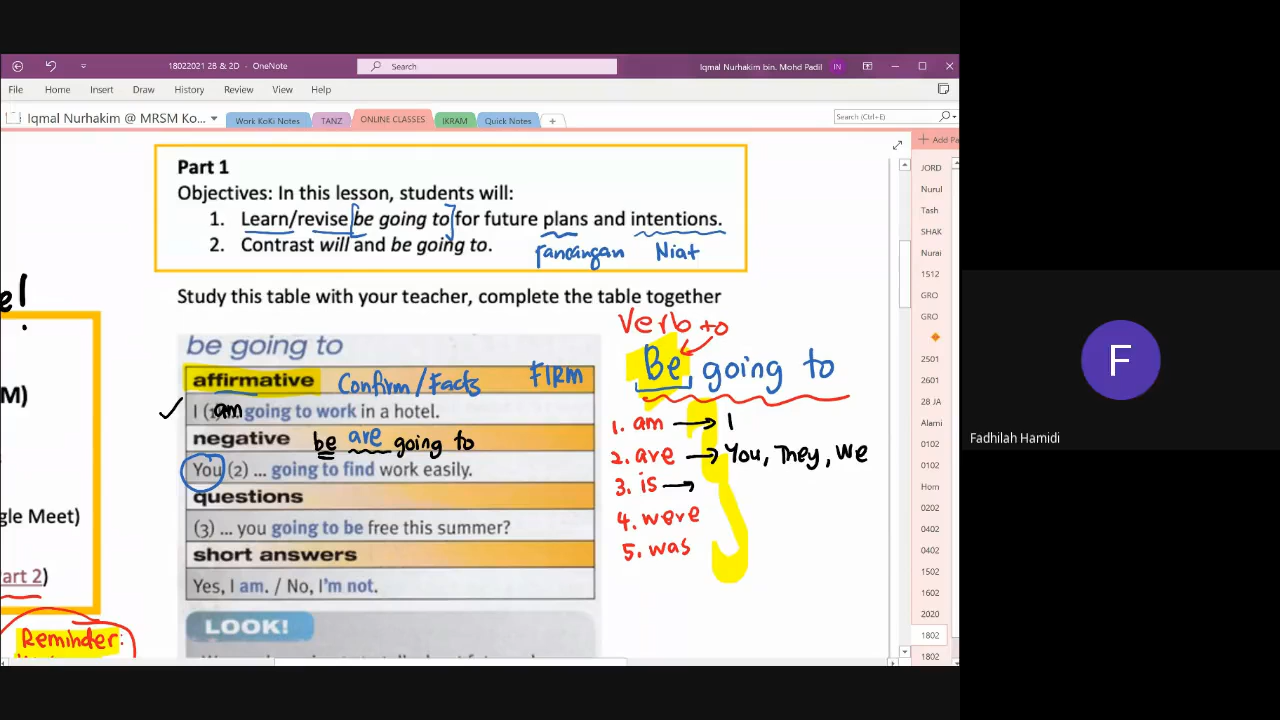 18022021 2B & 2D - OneNote
Search
Iqmal Nurhakim bin. Mohd Padil
IN
File Home Insert Draw History Review View Help
Iqmal Nurhakim @ MRSM Ko...
Work KoKi Notes
TANZ
ONLINE CLASSES
IKRAM
Quick Notes
Search (Ctrl+E)
Add Pa
JORD
Nurul
Tash
SHAK
Nurai
1512
GRO
GRO
2501
2601
28 JA
Alami
0102
0102
Hom
0202
0402
0402
1502
1602
2020
1802
1802
Part 1
Objectives: In this lesson, students will:
1. Learn/revise be going to for future plans and intentions.
2. Contrast will and be going to.
rancangan Niat
Study this table with your teacher, complete the table together
be going to
affirmative Confirm/Facts FIRM
I (1) am going to work in a hotel.
negative be are going to
You (2) ... going to find work easily.
questions
(3) ... you going to be free this summer?
short answers
Yes, I am. / No, I'm not.
LOOK!
Verb to
Be going to
1. am → I
2. are → You, They, We
3. is →
4. were
5. was
e!
M)
gle Meet)
art 2)
Reminder:
F
Fadhilah Hamidi